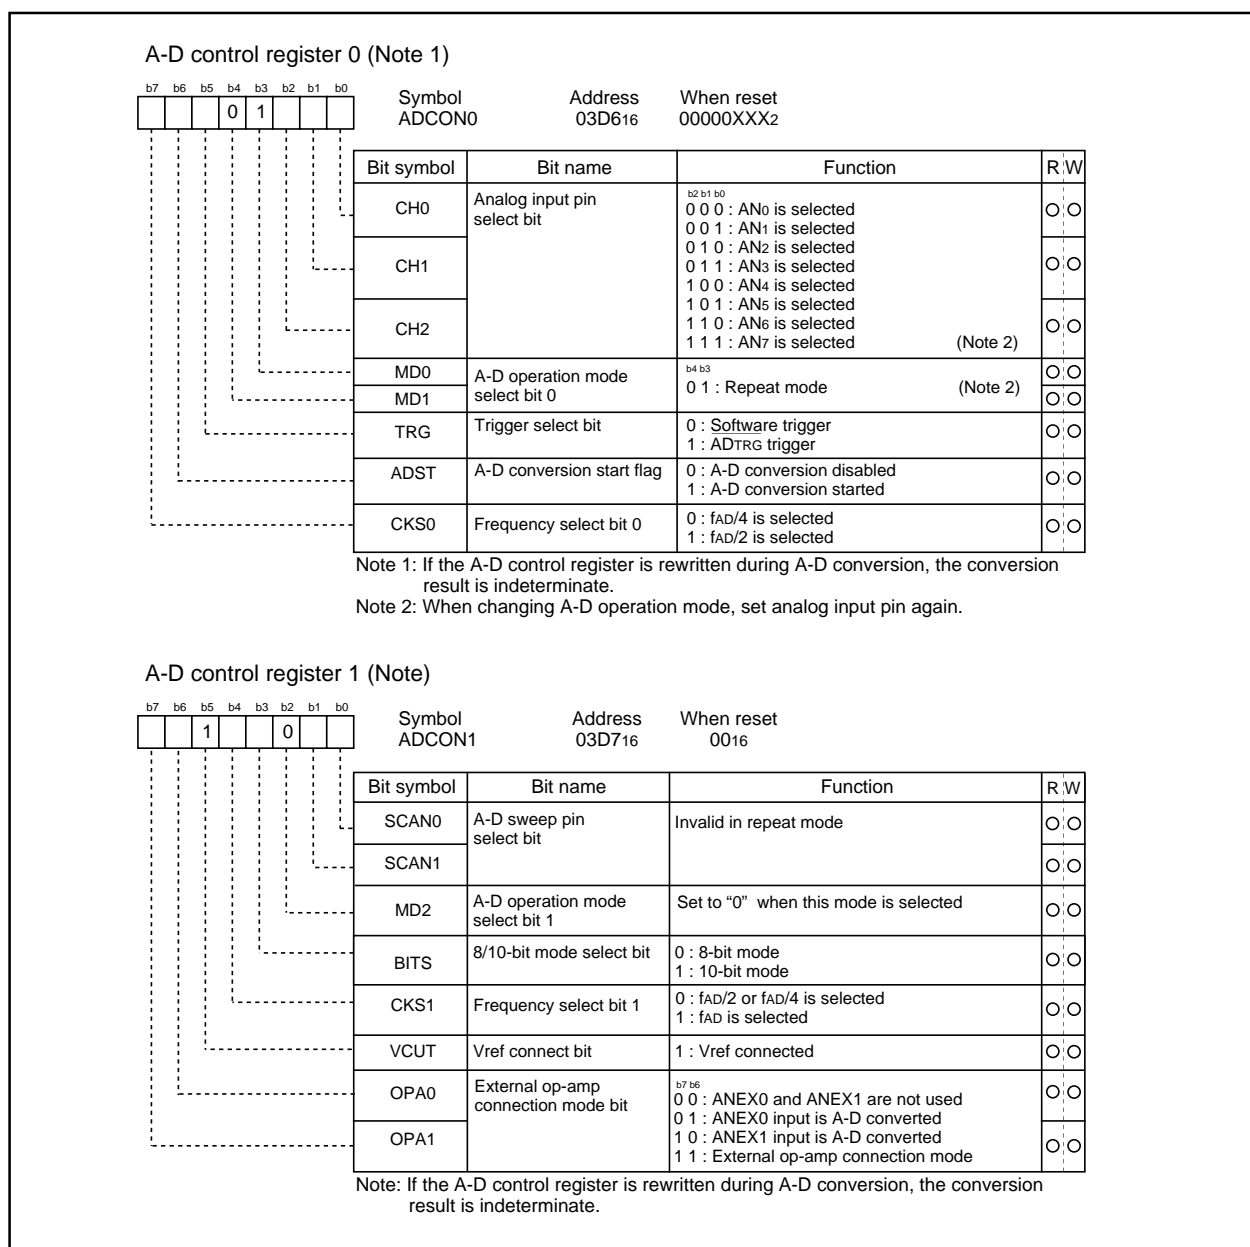 A-D control register 0 (Note 1)
b7 b6 b5 b4 b3 b2 b1 b0
0 1
Symbol Address When reset
ADCON0 03D616 00000XXX2
Bit symbol Bit name Function R W
CH0 Analog input pin select bit
b2 b1 b0
0 0 0 : AN0 is selected
0 0 1 : AN1 is selected
0 1 0 : AN2 is selected
CH1 0 1 1 : AN3 is selected
1 0 0 : AN4 is selected
1 0 1 : AN5 is selected
CH2 1 1 0 : AN6 is selected
1 1 1 : AN7 is selected (Note 2)
MD0 A-D operation mode
b4 b3
MD1 select bit 0 0 1 : Repeat mode (Note 2)
TRG Trigger select bit 0 : Software trigger
1 : ADTRG trigger
ADST A-D conversion start flag 0 : A-D conversion disabled
1 : A-D conversion started
CKS0 Frequency select bit 0 0 : fAD/4 is selected
1 : fAD/2 is selected
Note 1: If the A-D control register is rewritten during A-D conversion, the conversion
result is indeterminate.
Note 2: When changing A-D operation mode, set analog input pin again.
A-D control register 1 (Note)
b7 b6 b5 b4 b3 b2 b1 b0
1 0
Symbol Address When reset
ADCON1 03D716 0016
Bit symbol Bit name Function R W
SCAN0 A-D sweep pin Invalid in repeat mode
select bit
SCAN1
MD2 A-D operation mode Set to “0” when this mode is selected
select bit 1
BITS 8/10-bit mode select bit 0 : 8-bit mode
1 : 10-bit mode
CKS1 Frequency select bit 1 0 : fAD/2 or fAD/4 is selected
1 : fAD is selected
VCUT Vref connect bit 1 : Vref connected
OPA0 External op-amp
connection mode bit
b7 b6
0 0 : ANEX0 and ANEX1 are not used
0 1 : ANEX0 input is A-D converted
OPA1 1 0 : ANEX1 input is A-D converted
1 1 : External op-amp connection mode
Note: If the A-D control register is rewritten during A-D conversion, the conversion
result is indeterminate.